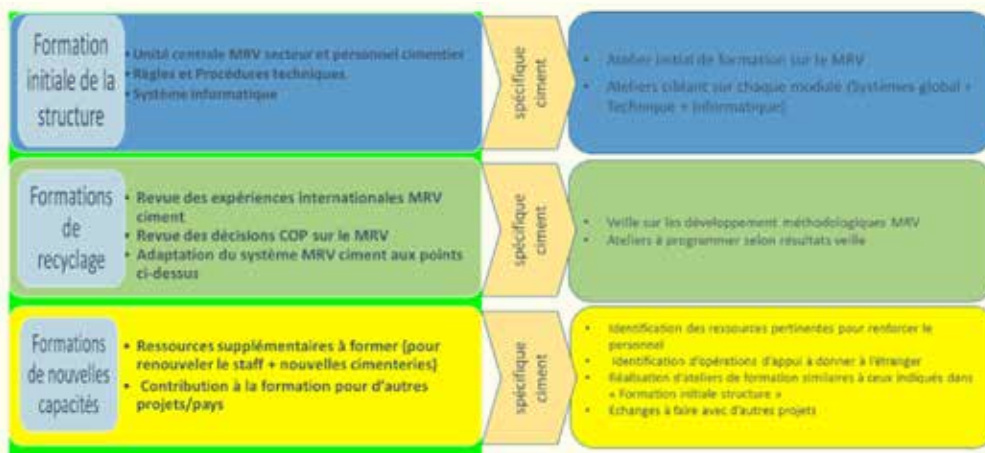 Formation
initiale de la
structure
• Unité centrale MRV secteur et personnel cimentier
• Règles et Procédures techniques
• Système informatique
spécifique
ciment
• Atelier initial de formation sur le MRV
• Ateliers ciblant sur chaque module (Systèmes global +
Technique + Informatique)
Formations
de
recyclage
• Revue des expériences internationales MRV
ciment
• Revue des décisions COP sur le MRV
• Adaptation du système MRV ciment aux points
ci-dessus
spécifique
ciment
• Veille sur les développement méthodologiques MRV
• Ateliers à programmer selon résultats veille
Formations
de nouvelles
capacités
• Ressources supplémentaires à former (pour
renouveler le staff + nouvelles cimenteries)
• Contribution à la formation pour d'autres
projets/pays
spécifique
ciment
• Identification des ressources pertinentes pour renforcer le
personnel
• Identification d'opérations d'appui à donner à l'étranger
• Réalisation d'ateliers de formation similaires à ceux indiqués dans
« Formation initiale structure »
• Echanges à faire avec d'autres projets